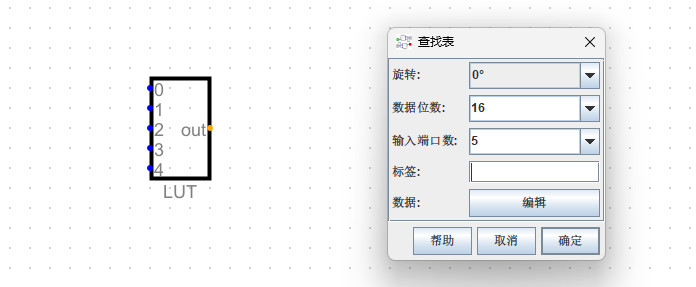 0
1
2 out
3
4
LUT
查找表
旋转: 0°
数据位数: 16
输入端口数: 5
标签:
数据: 编辑
帮助 取消 确定